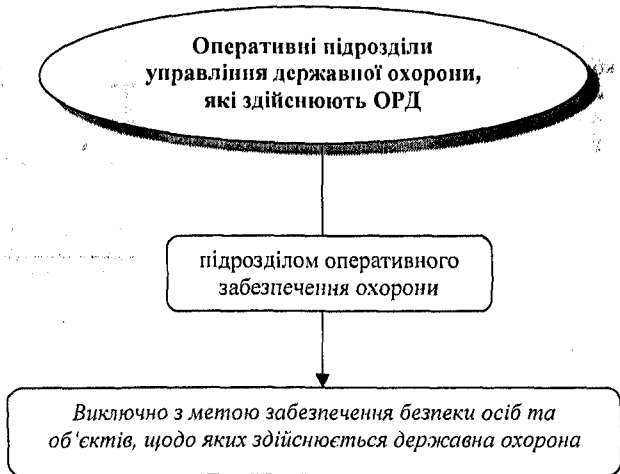 Оперативні підрозділи
управління державної охорони,
які здійснюють ОРД
підрозділом оперативного
забезпечення охорони
Виключно з метою забезпечення безпеки осіб та
об‘єктів, щодо яких здійснюється державна охорона